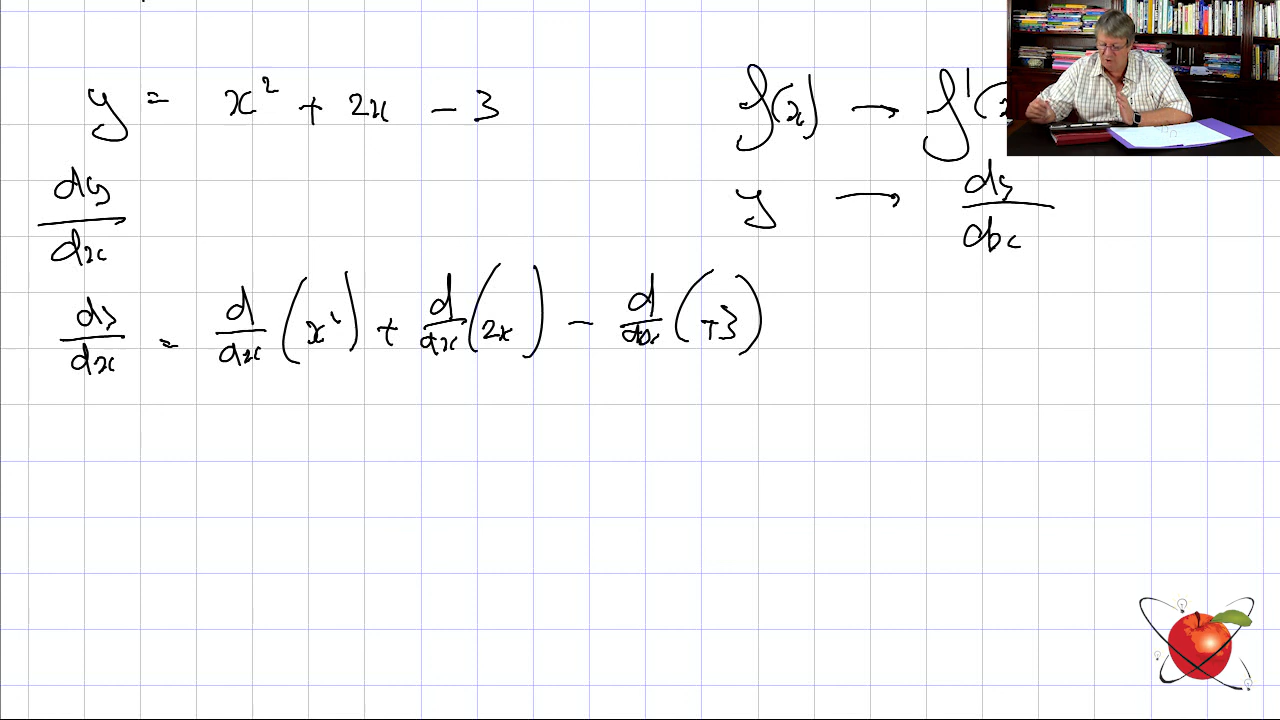 y = x² + 2x - 3
f(x) → f'(x
y → dy/dx
dy/dx
dy/dx = d/dx (x²) + d/dx (2x) - d/dx (+3)